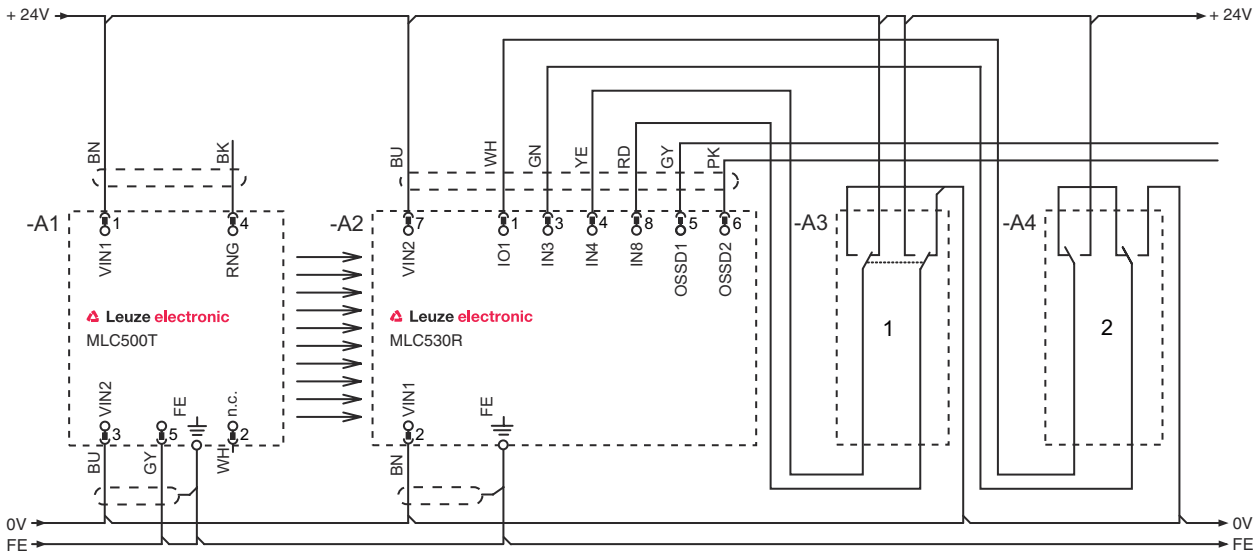 + 24V
+ 24V
BN
BK
BU
WH
GN
YE
RD
GY
PK
-A1
1
4
-A2
7
1
3
4
8
5
6
-A3
-A4
VIN1
RNG
VIN2
IO1
IN3
IN4
IN8
OSSD1
OSSD2
Leuze electronic
MLC500T
Leuze electronic
MLC530R
1
2
VIN2
FE
n.c.
VIN1
FE
3
5
2
2
BU
GY
WH
BN
0V
0V
FE
FE